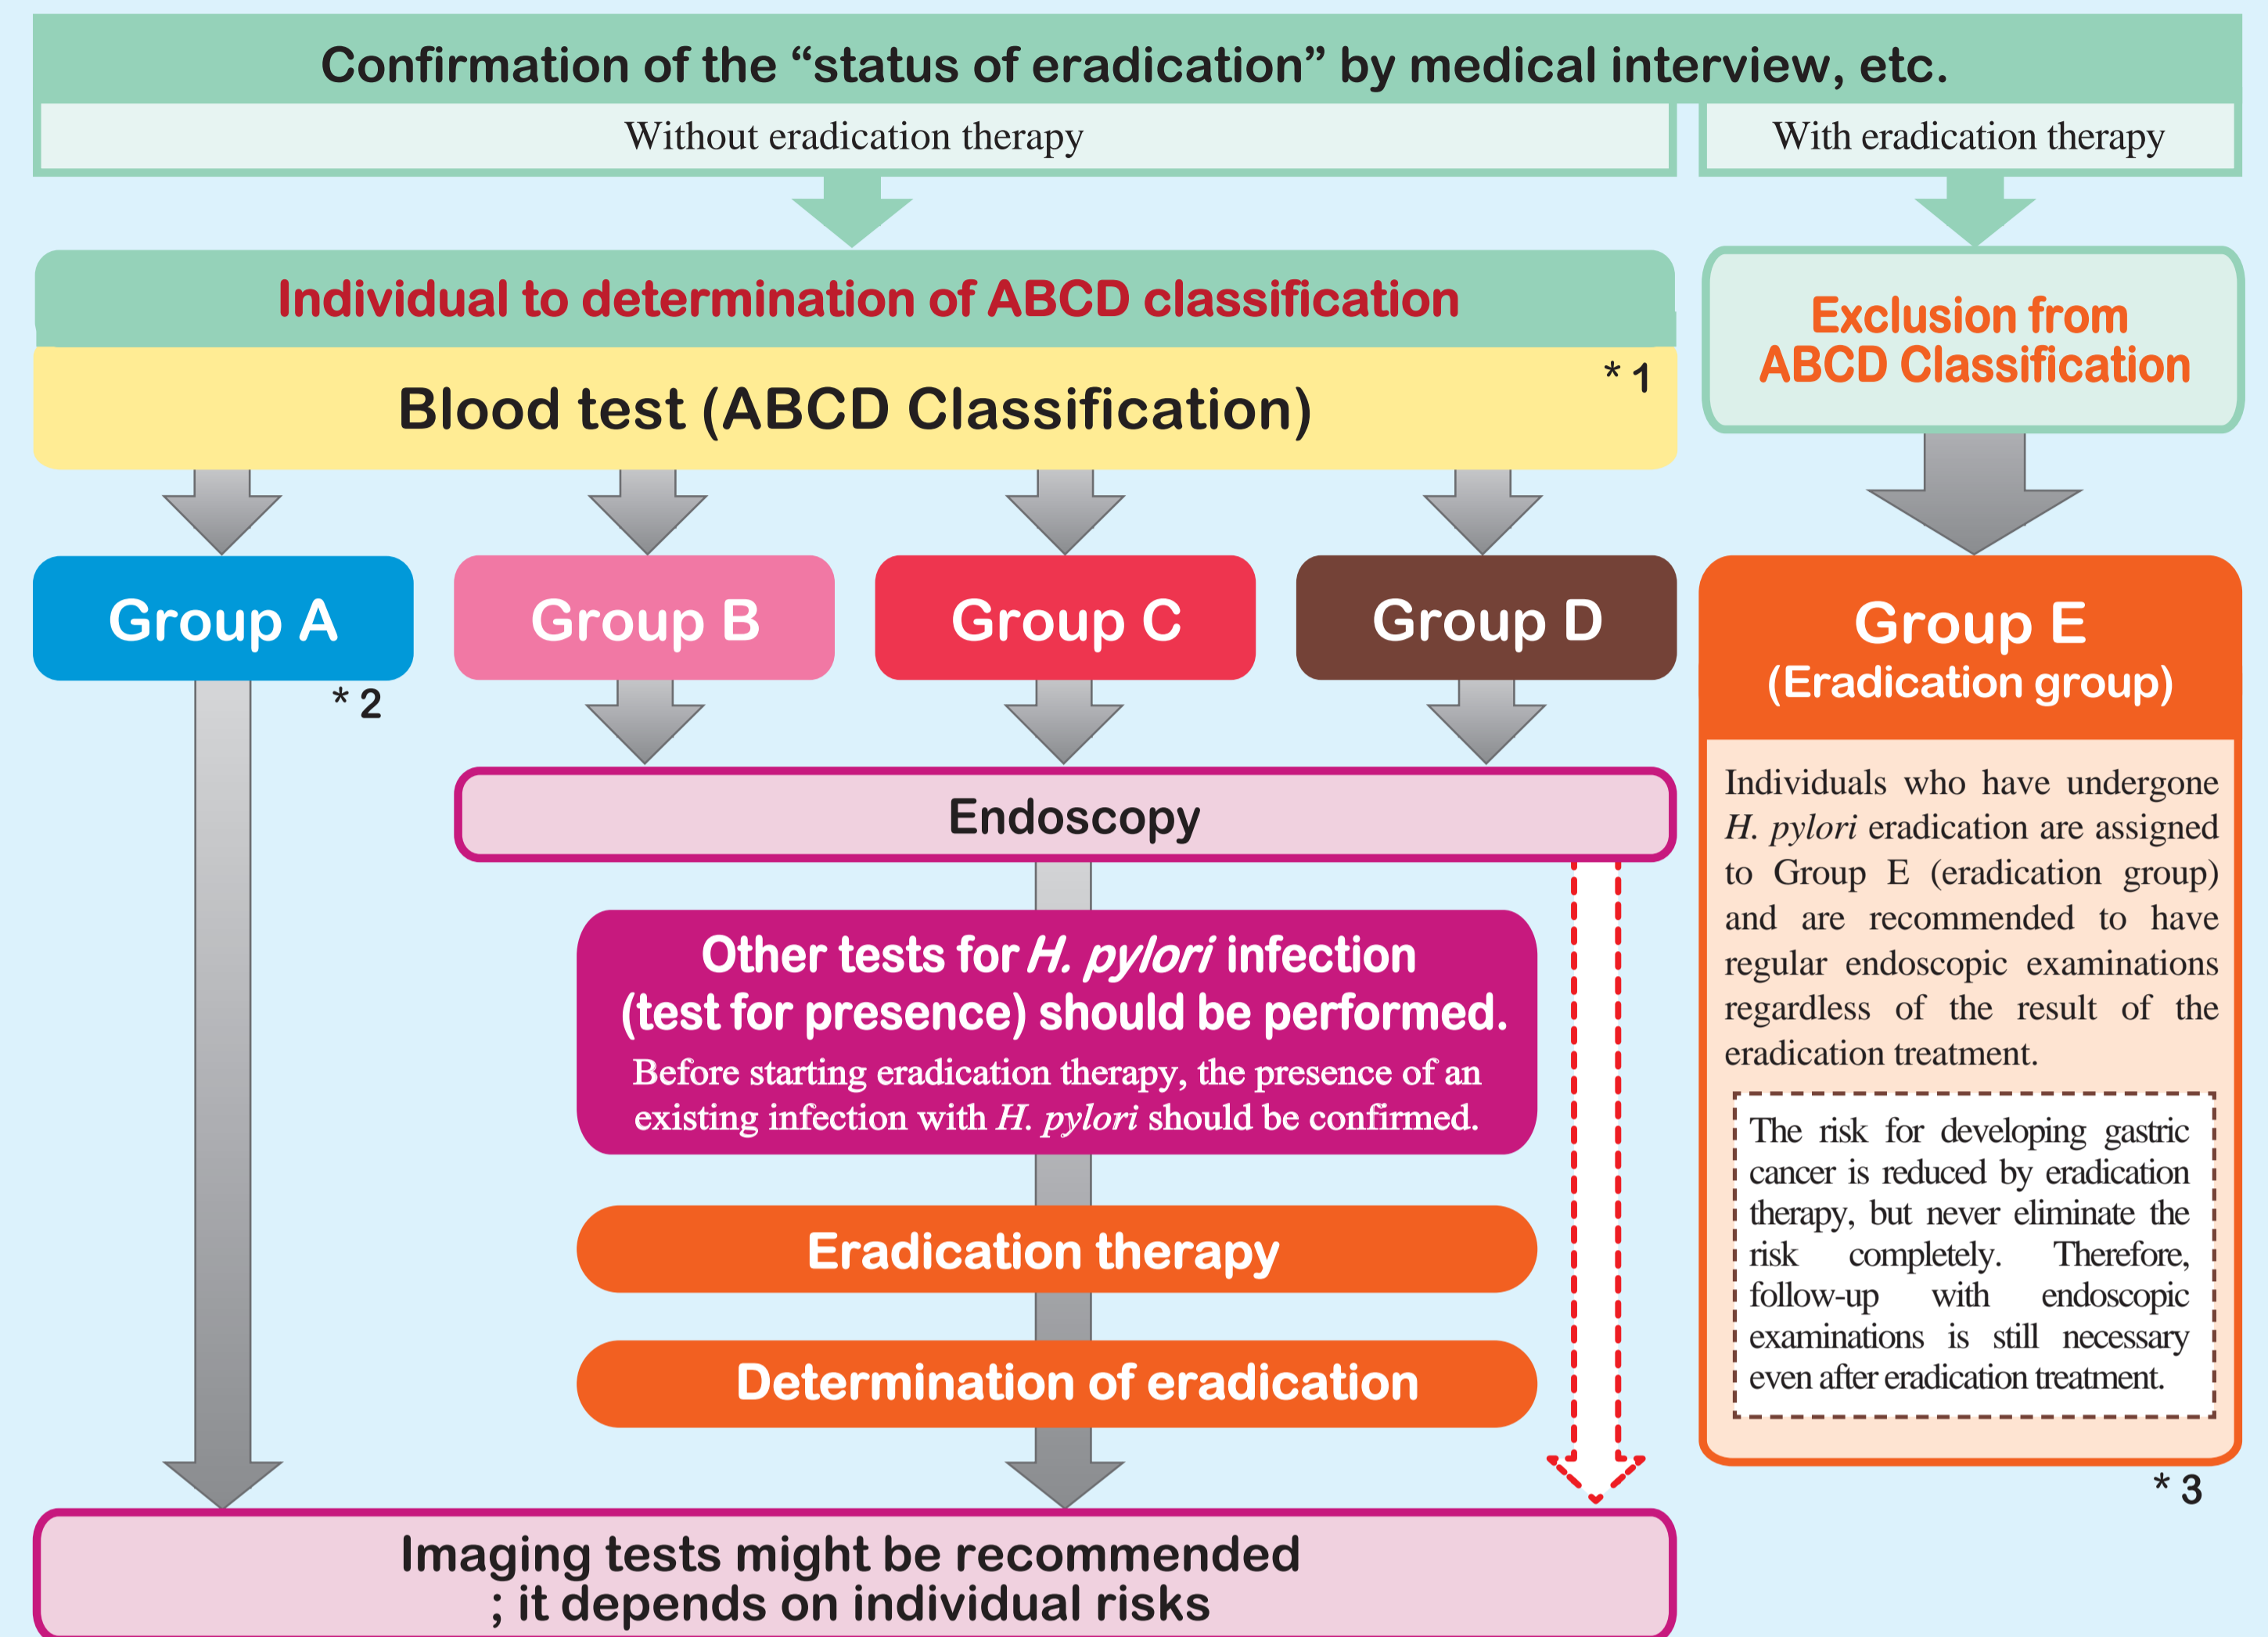 Confirmation of the “status of eradication” by medical interview, etc.
Without eradication therapy
With eradication therapy
Individual to determination of ABCD classification
Exclusion from
ABCD Classification
* 1
Blood test (ABCD Classification)
Group A
Group B
Group C
Group D
* 2
Group E
(Eradication group)
Endoscopy
Other tests for H. pylori infection
(test for presence) should be performed.
Before starting eradication therapy, the presence of an
existing infection with H. pylori should be confirmed.
Eradication therapy
Determination of eradication
Individuals who have undergone
H. pylori eradication are assigned
to Group E (eradication group)
and are recommended to have
regular endoscopic examinations
regardless of the result of the
eradication treatment.
The risk for developing gastric
cancer is reduced by eradication
therapy, but never eliminate the
risk completely. Therefore,
follow-up with endoscopic
examinations is still necessary
even after eradication treatment.
* 3
Imaging tests might be recommended
; it depends on individual risks